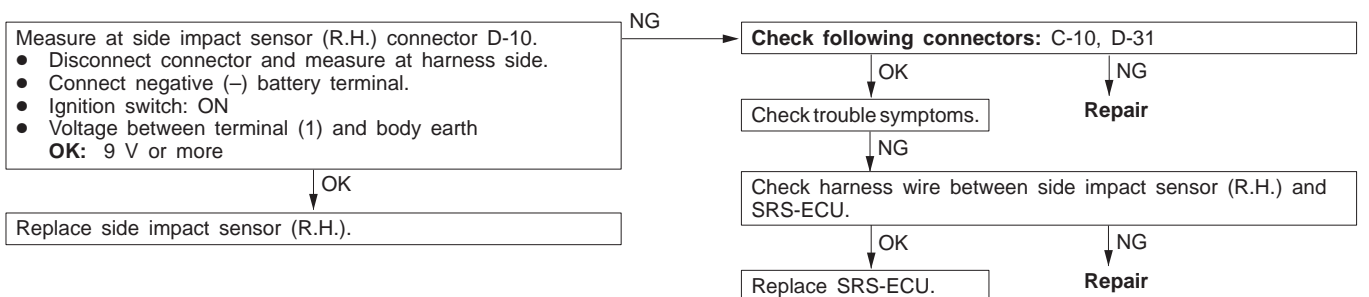 Measure at side impact sensor (R.H.) connector D-10.
● Disconnect connector and measure at harness side.
● Connect negative (–) battery terminal.
● Ignition switch: ON
● Voltage between terminal (1) and body earth
OK: 9 V or more
OK
Replace side impact sensor (R.H.).
NG
Check following connectors: C-10, D-31
OK
NG
Check trouble symptoms.
Repair
NG
Check harness wire between side impact sensor (R.H.) and
SRS-ECU.
OK
NG
Replace SRS-ECU.
Repair